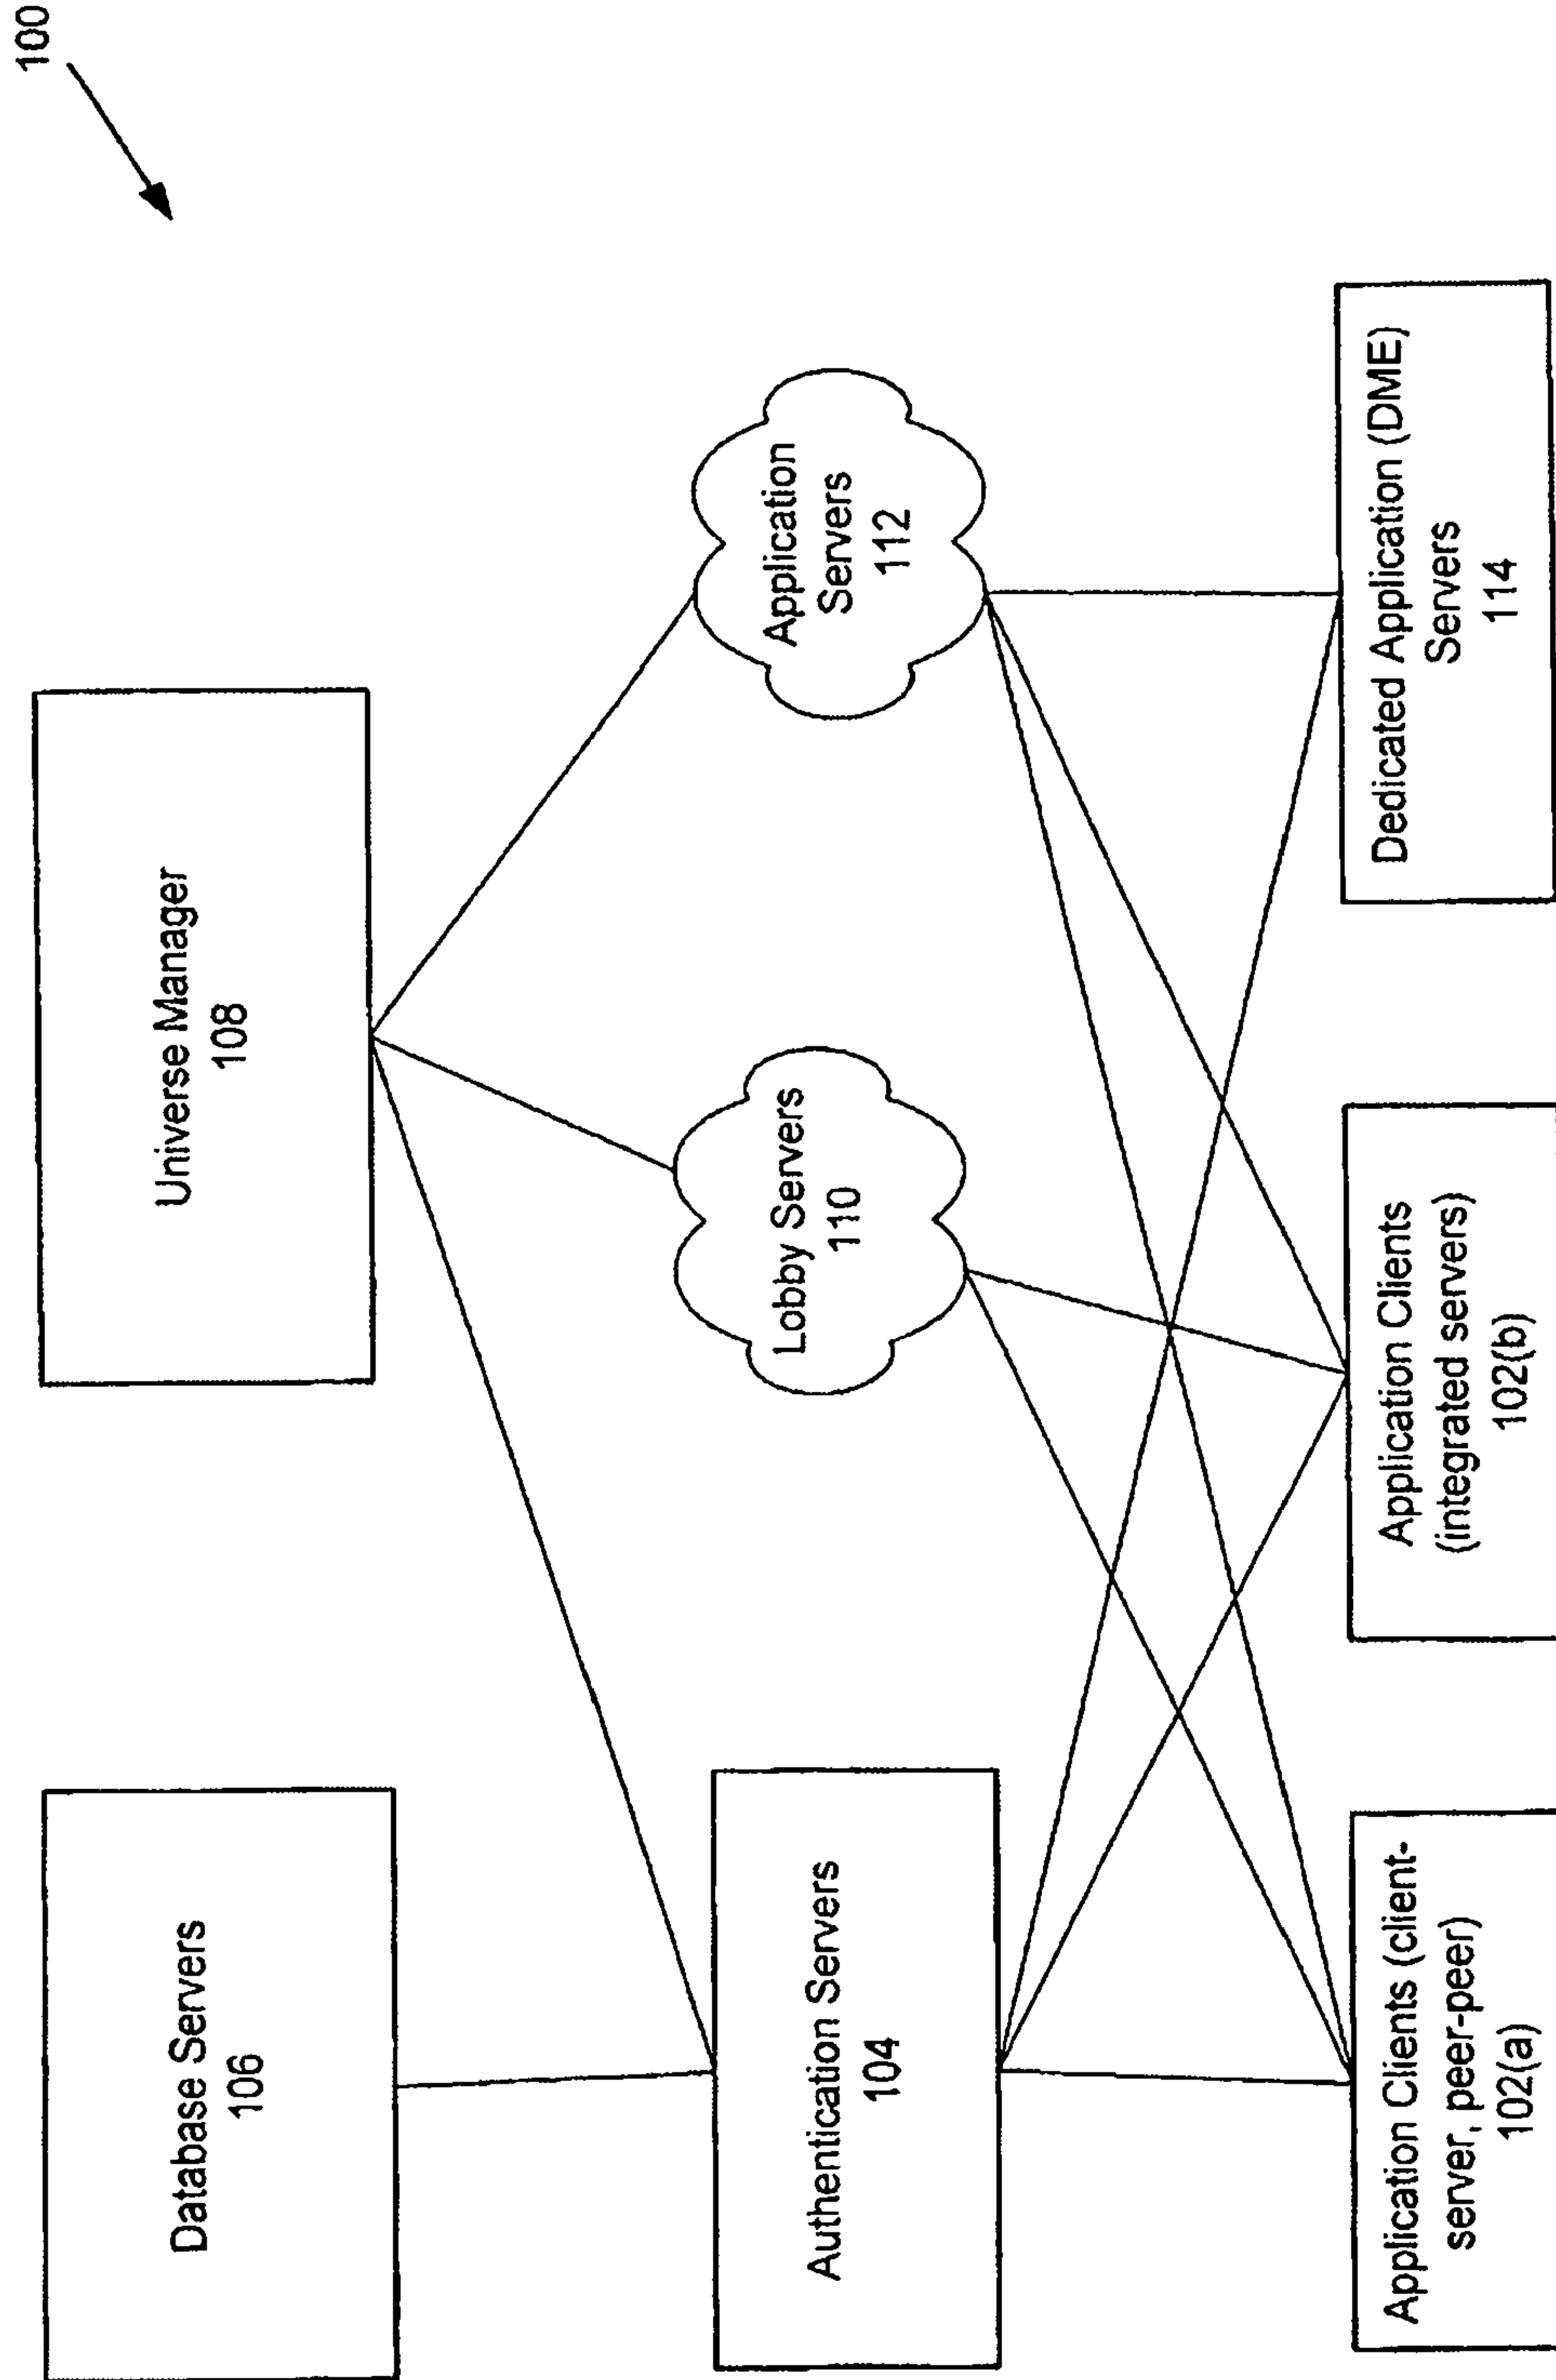 100
Database Servers
106
Universe Manager
108
Authentication Servers
104
Lobby Servers
110
Application
Servers
112
Application Clients (client-
server, peer-peer)
102(a)
Application Clients
(integrated servers)
102(b)
Dedicated Application (DME)
Servers
114